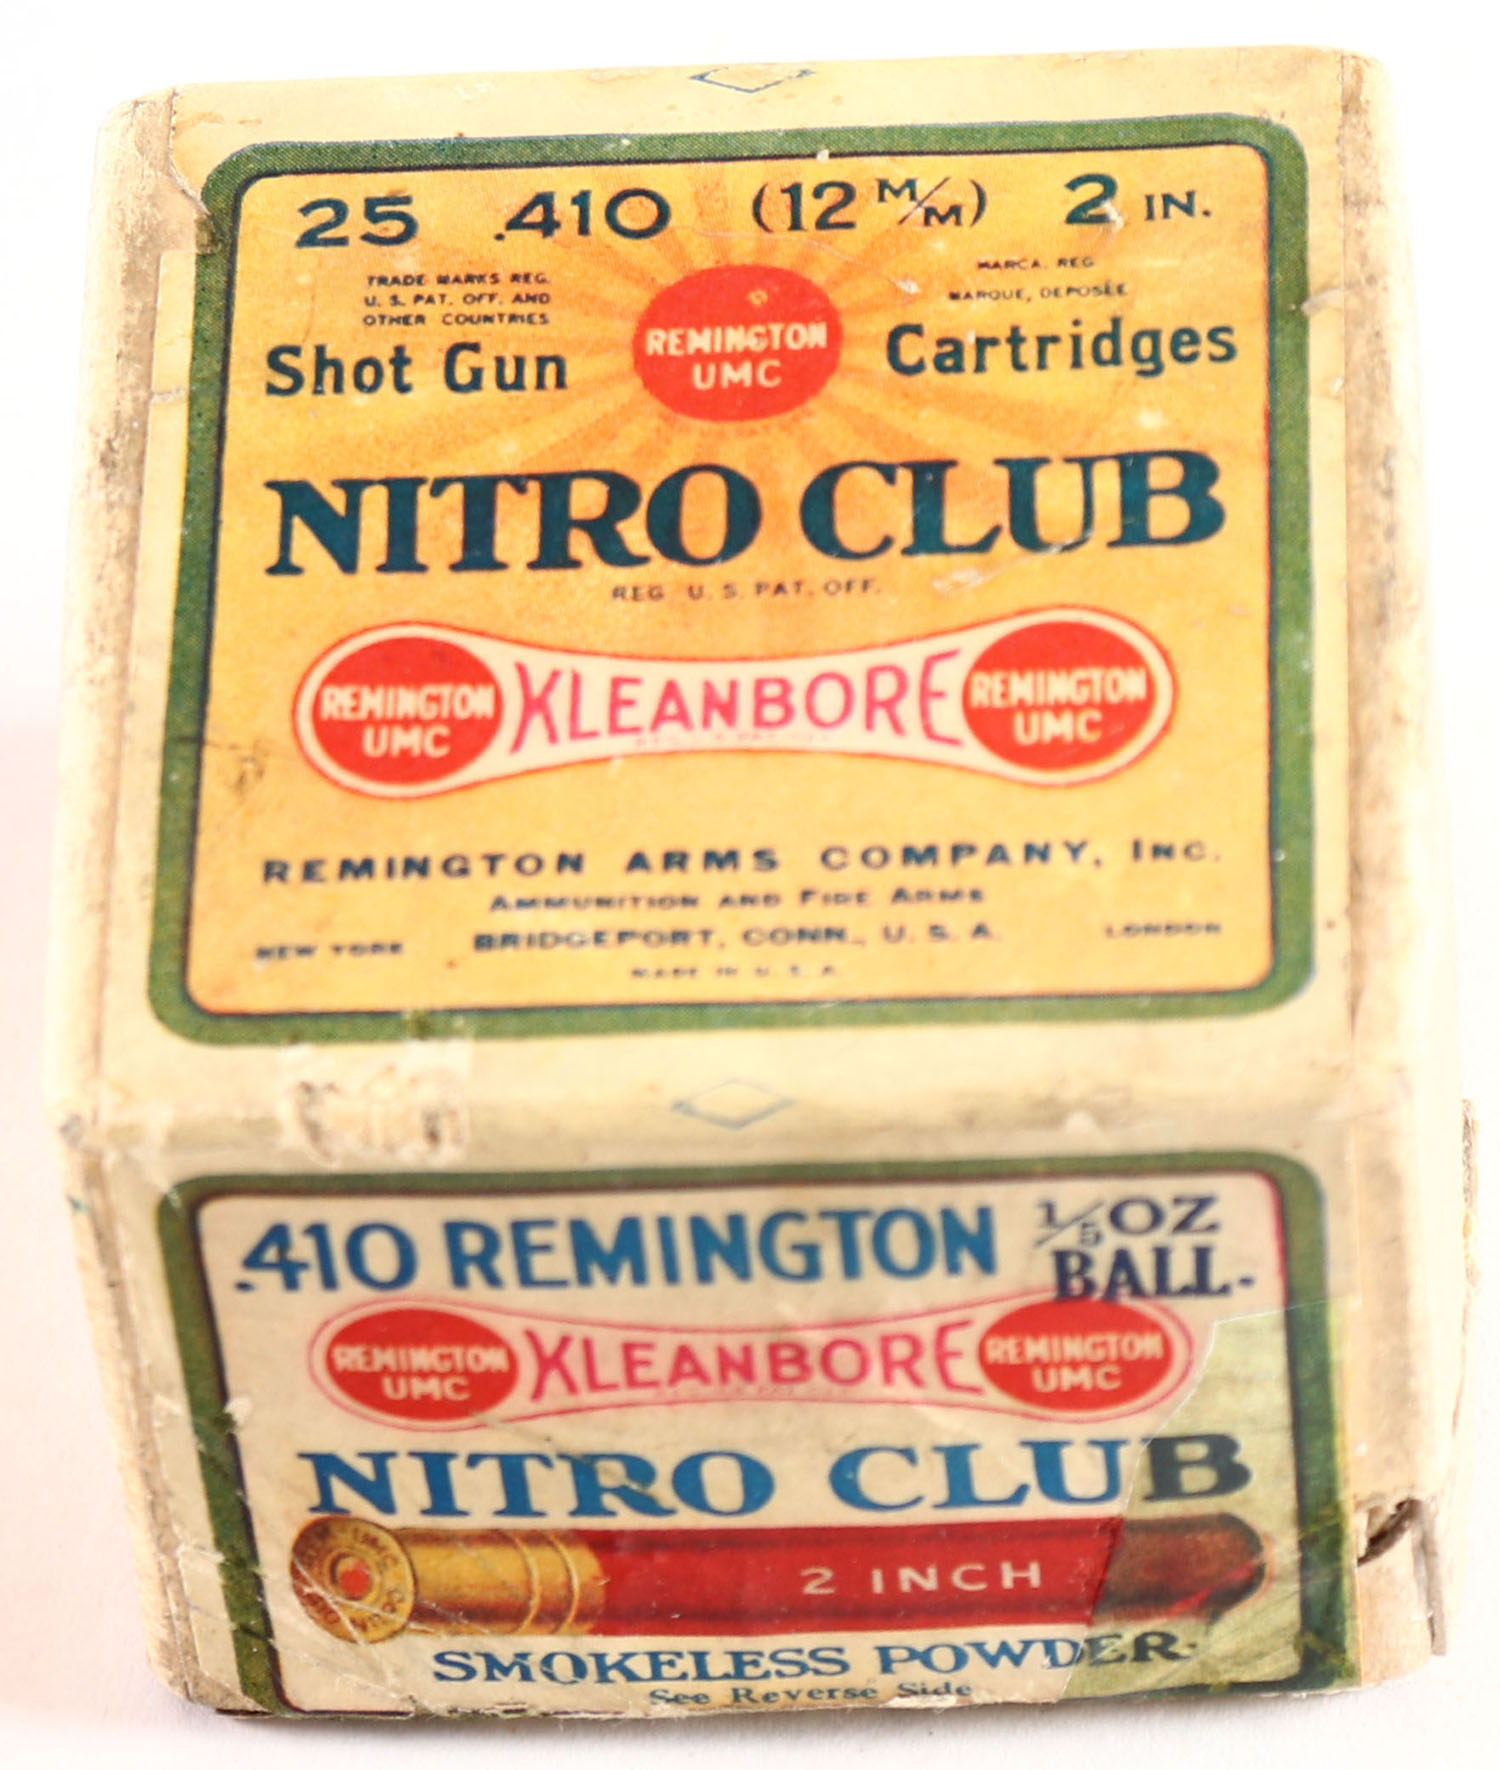 25 .410 (12 M/M) 2 IN.
TRADE MARKS REG.
U. S. PAT. OFF. AND
OTHER COUNTRIES
MARCA. REG
MARQUE, DEPOSÉE
Shot Gun
REMINGTON
UMC
Cartridges
NITRO CLUB
REG. U. S. PAT. OFF.
REMINGTON
UMC
KLEANBORE
REMINGTON
UMC
REMINGTON ARMS COMPANY, INC.
AMMUNITION AND FIRE ARMS
NEW YORK BRIDGEPORT, CONN., U. S. A. LONDON
MADE IN U. S. A.
.410 REMINGTON 1/5 OZ
BALL.
REMINGTON
UMC
KLEANBORE
REMINGTON
UMC
NITRO CLUB
2 INCH
SMOKELESS POWDER.
See Reverse Side